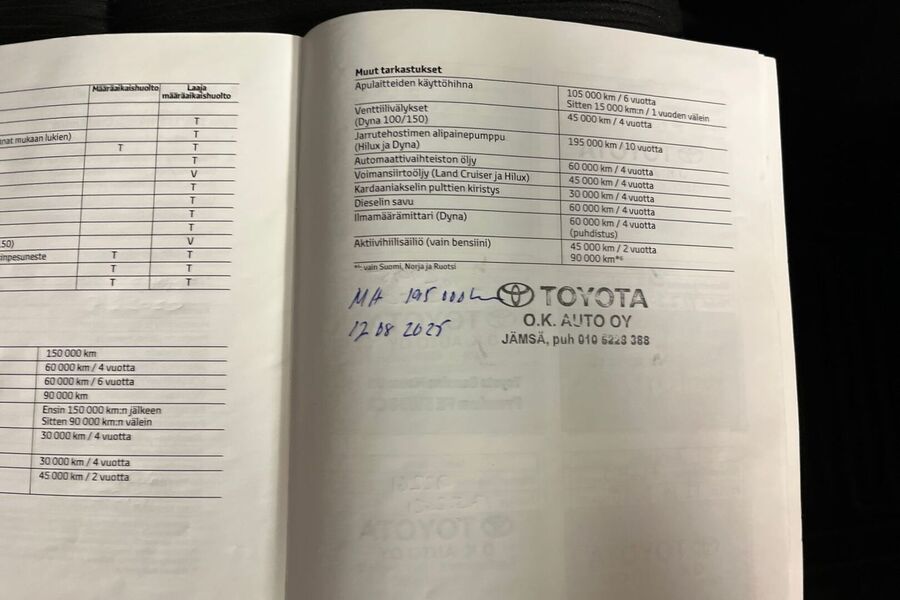 Määräaikaishuolto
Laaja
määräaikaishuolto
T
T
inat mukaan lukien)
T T
T
V
T
T
T
T
.50)
V
inpesuneste
T T
T T
T T
150 000 km
60 000 km / 4 vuotta
60 000 km / 6 vuotta
90 000 km
Ensin 150 000 km:n jälkeen
Sitten 90 000 km:n välein
30 000 km / 4 vuotta
30 000 km / 4 vuotta
45 000 km / 2 vuotta
Muut tarkastukset
Apulaitteiden käyttöhihna
105 000 km / 6 vuotta
Sitten 15 000 km:n / 1 vuoden välein
Venttiilivälykset
(Dyna 100/150)
45 000 km / 4 vuotta
Jarrutehostimen alipainepumppu
(Hilux ja Dyna)
195 000 km / 10 vuotta
Automaattivaihteiston öljy
60 000 km / 4 vuotta
Voimansiirtoöljy (Land Cruiser ja Hilux)
45 000 km / 4 vuotta
Kardaaniakselin pulttien kiristys
30 000 km / 4 vuotta
Dieselin savu
60 000 km / 4 vuotta
Ilmamäärämittari (Dyna)
60 000 km / 4 vuotta
(puhdistus)
Aktiivihiilisäiliö (vain bensiini)
45 000 km / 2 vuotta
90 000 km*⁶
*⁶⁾ vain Suomi, Norja ja Ruotsi
MH 195 000km
12 08 2025
TOYOTA
O.K. AUTO OY
JÄMSÄ, puh 010 5223 388